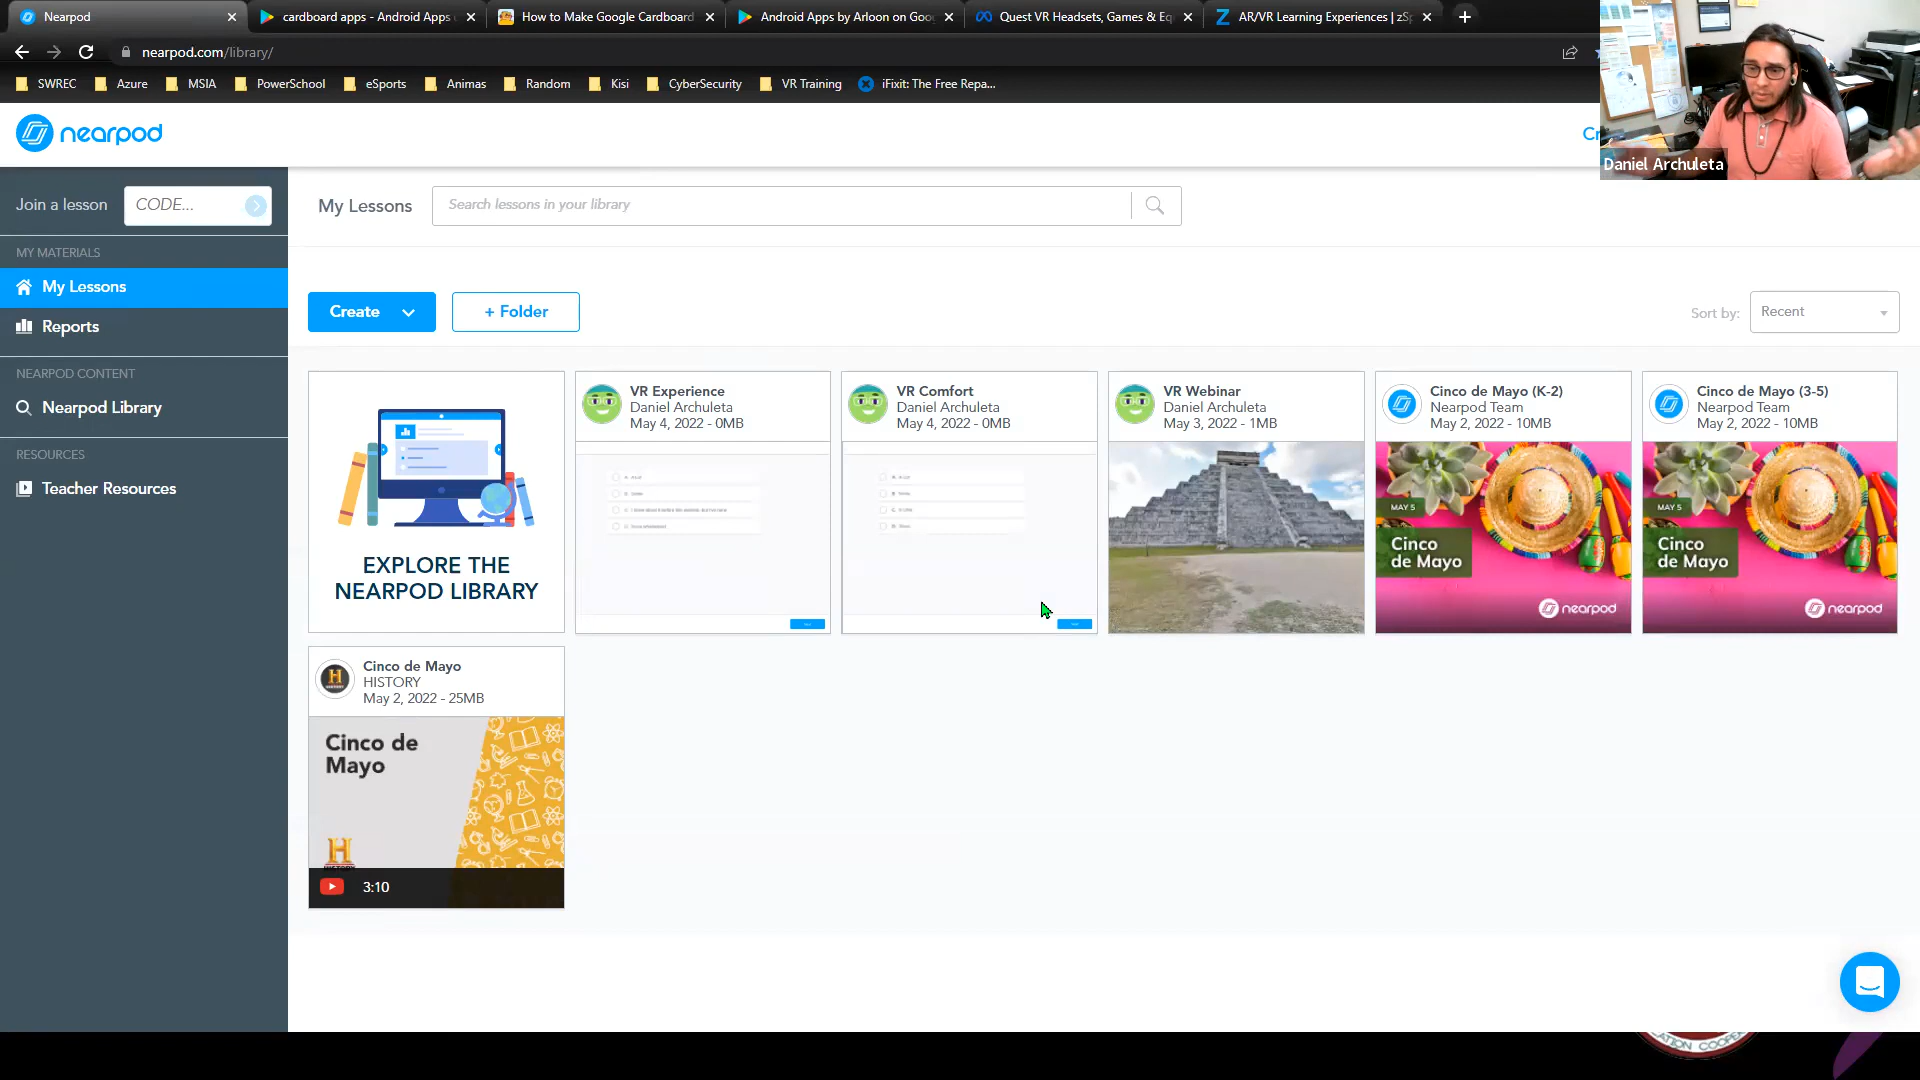 Nearpod
cardboard apps - Android Apps
How to Make Google Cardboard
Android Apps by Arloon on Goo
Quest VR Headsets, Games & Eq
AR/VR Learning Experiences | zSp
nearpod.com/library/
SWREC
Azure
MSIA
PowerSchool
eSports
Animas
Random
Kisi
CyberSecurity
VR Training
iFixit: The Free Repa...
nearpod
Cr
Daniel Archuleta
Join a lesson
CODE...
My Lessons
Search lessons in your library
MY MATERIALS
My Lessons
Reports
NEARPOD CONTENT
Nearpod Library
RESOURCES
Teacher Resources
Create
+ Folder
Sort by:
Recent
EXPLORE THE
NEARPOD LIBRARY
VR Experience
Daniel Archuleta
May 4, 2022 - 0MB
VR Comfort
Daniel Archuleta
May 4, 2022 - 0MB
VR Webinar
Daniel Archuleta
May 3, 2022 - 1MB
Cinco de Mayo (K-2)
Nearpod Team
May 2, 2022 - 10MB
MAY 5
Cinco
de Mayo
nearpod
Cinco de Mayo (3-5)
Nearpod Team
May 2, 2022 - 10MB
MAY 5
Cinco
de Mayo
nearpod
Cinco de Mayo
HISTORY
May 2, 2022 - 25MB
Cinco de
Mayo
H
HISTORY
3:10